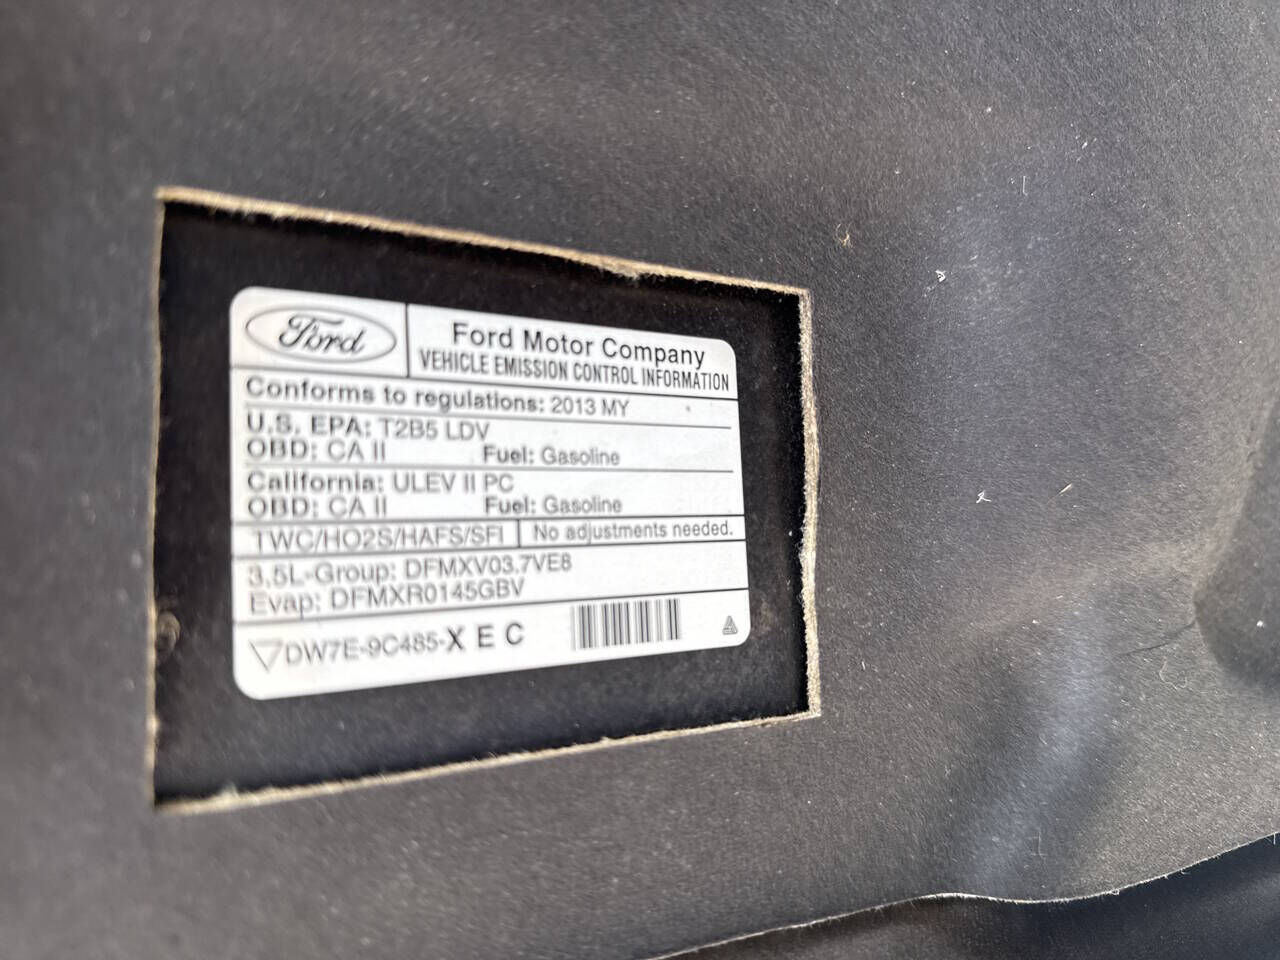 Ford
Ford Motor Company
VEHICLE EMISSION CONTROL INFORMATION
Conforms to regulations: 2013 MY
U.S. EPA: T2B5 LDV
OBD: CA II Fuel: Gasoline
California: ULEV II PC
OBD: CA II Fuel: Gasoline
TWC/HO2S/HAFS/SFI No adjustments needed.
3.5L-Group: DFMXV03.7VE8
Evap: DFMXR0145GBV
DW7E-9C485-X E C